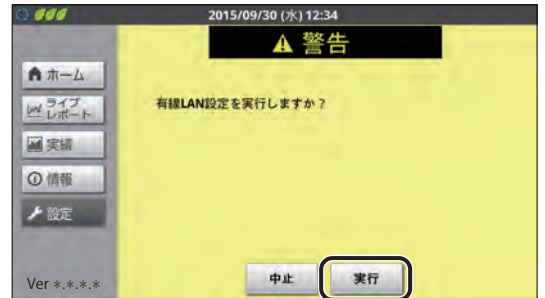 2015/09/30 (水) 12:34
警告
ホーム
ライブ
レポート
実績
情報
設定
有線LAN設定を実行しますか？
中止
実行
Ver *.*.*.*